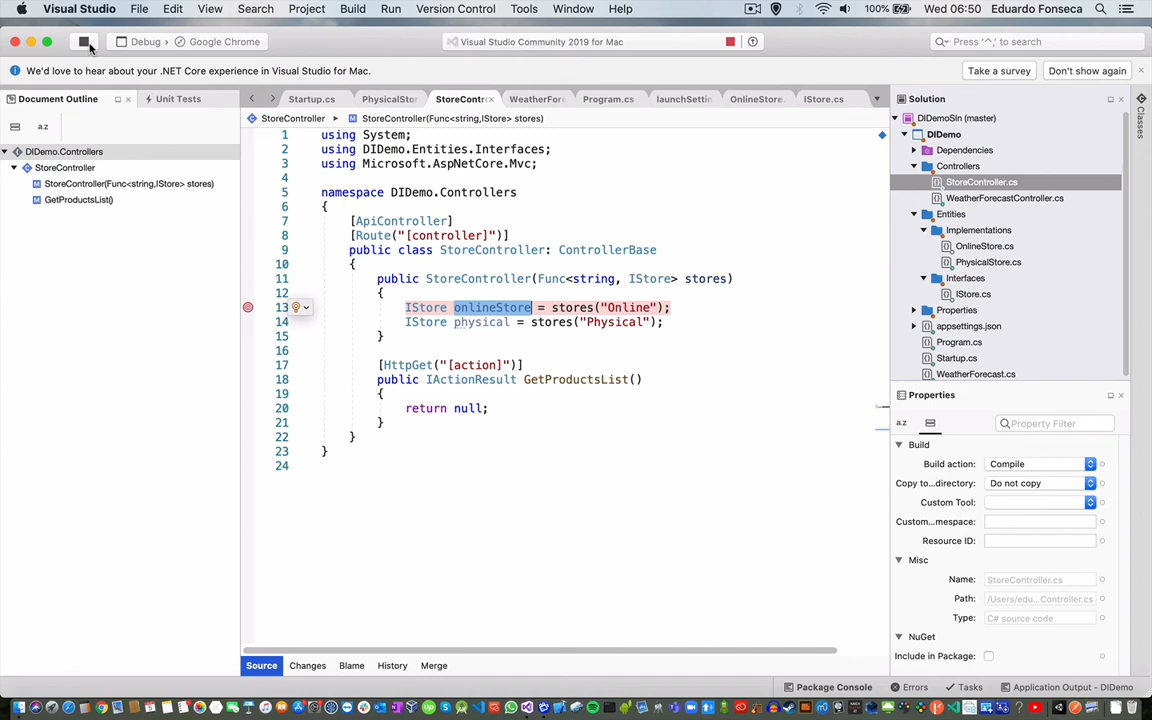 Visual Studio File Edit View Search Project Build Run Version Control Tools Window Help 100% Wed 06:50 Eduardo Fonseca
Debug › Google Chrome Visual Studio Community 2019 for Mac Press '^,' to search
We'd love to hear about your .NET Core experience in Visual Studio for Mac. Take a survey Don't show again
Document Outline Unit Tests
a.z
DIDemo.Controllers
StoreController
StoreController(Func<string,IStore> stores)
GetProductsList()
Startup.cs PhysicalStor StoreContr WeatherFore Program.cs launchSettin OnlineStore. IStore.cs
StoreController StoreController(Func<string,IStore> stores)
1 using System;
2 using DIDemo.Entities.Interfaces;
3 using Microsoft.AspNetCore.Mvc;
4
5 namespace DIDemo.Controllers
6 {
7 [ApiController]
8 [Route("[controller]")]
9 public class StoreController: ControllerBase
10 {
11 public StoreController(Func<string, IStore> stores)
12 {
13 IStore onlineStore = stores("Online");
14 IStore physical = stores("Physical");
15 }
16
17 [HttpGet("[action]")]
18 public IActionResult GetProductsList()
19 {
20 return null;
21 }
22 }
23 }
24
Source Changes Blame History Merge
Solution
DIDemoSln (master)
DIDemo
Dependencies
Controllers
StoreController.cs
WeatherForecastController.cs
Entities
Implementations
OnlineStore.cs
PhysicalStore.cs
Interfaces
IStore.cs
Properties
appsettings.json
Program.cs
Startup.cs
WeatherForecast.cs
Classes
Properties
a.z Property Filter
Build
Build action: Compile
Copy to...directory: Do not copy
Custom Tool:
Custom...mespace:
Resource ID:
Misc
Name: StoreController.cs
Path: /Users/edu...Controller.cs
Type: C# source code
NuGet
Include in Package:
Package Console Errors Tasks Application Output - DIDemo